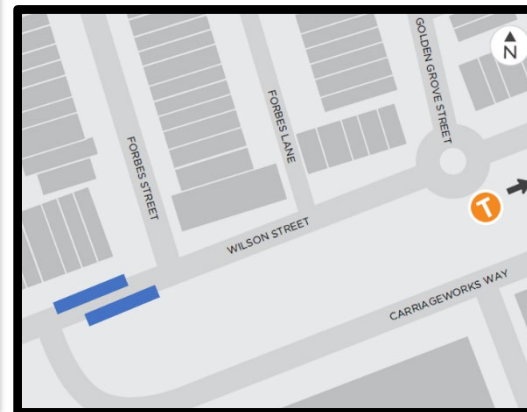 GOLDEN GROVE STREET
N
FORBES LANE
FORBES STREET
T
WILSON STREET
CARRIAGEWORKS WAY